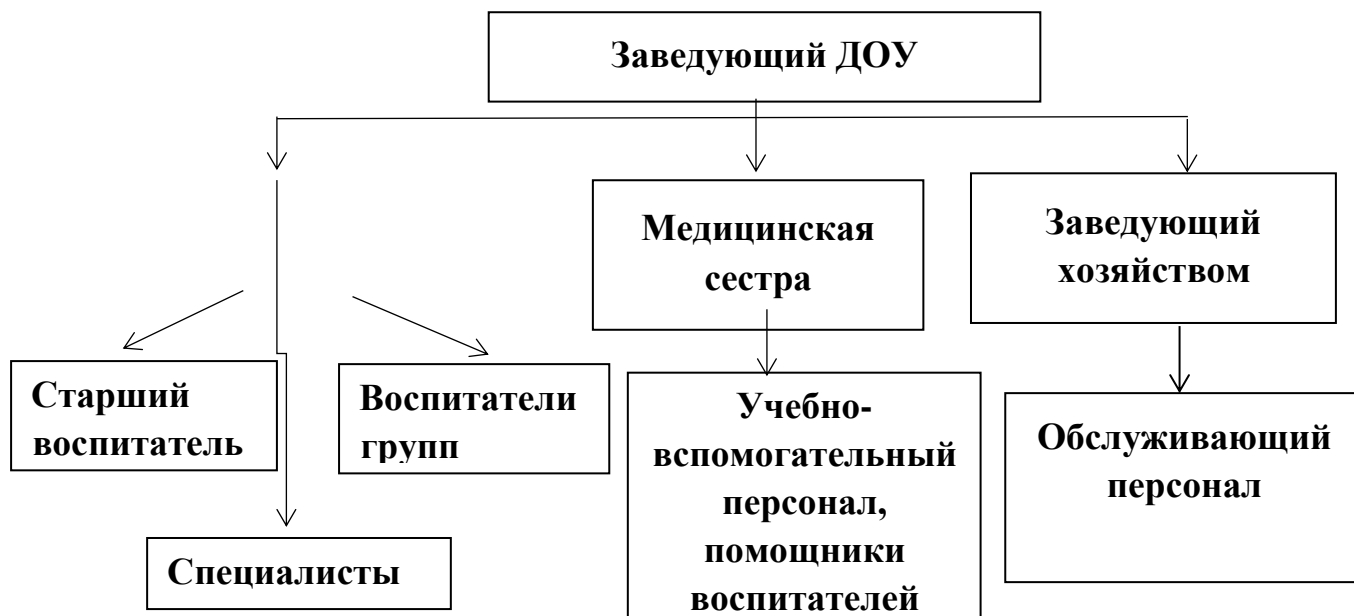 Заведующий ДОУ
Медицинская
сестра
Заведующий
хозяйством
Старший
воспитатель
Воспитатели
групп
Специалисты
Учебно-
вспомогательный
персонал,
помощники
воспитателей
Обслуживающий
персонал